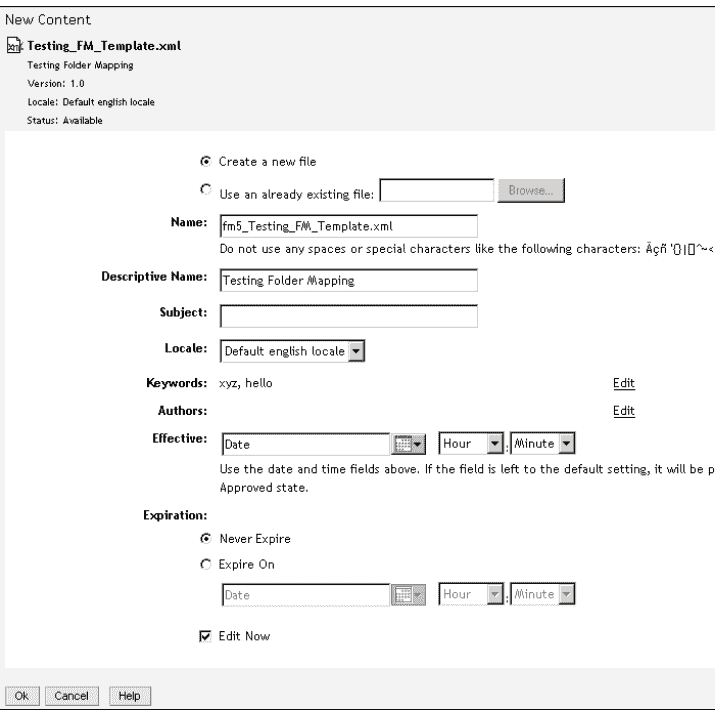 New Content
Testing_FM_Template.xml
Testing Folder Mapping
Version: 1.0
Locale: Default english locale
Status: Available
Create a new file
Use an already existing file: Browse...
Name: fm5_Testing_FM_Template.xml
Do not use any spaces or special characters like the following characters: Äçñ '{}|[]^~<
Descriptive Name: Testing Folder Mapping
Subject:
Locale: Default english locale
Keywords: xyz, hello Edit
Authors: Edit
Effective: Date Hour : Minute
Use the date and time fields above. If the field is left to the default setting, it will be p
Approved state.
Expiration:
Never Expire
Expire On
Date Hour : Minute
Edit Now
Ok Cancel Help